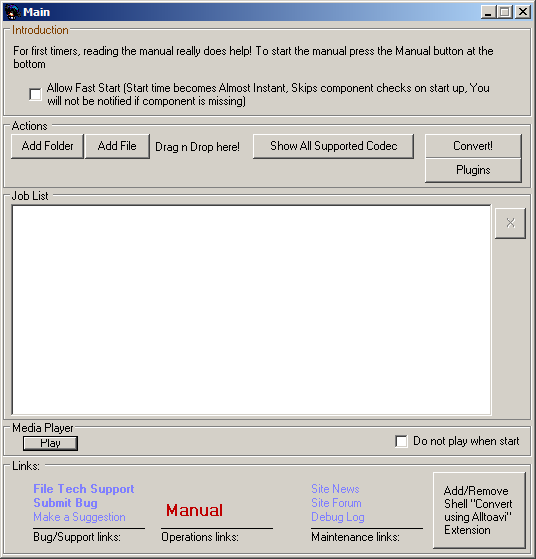 Main
Introduction
For first timers, reading the manual really does help! To start the manual press the Manual button at the
bottom
Allow Fast Start (Start time becomes Almost Instant, Skips component checks on start up, You
will not be notified if component is missing)
Actions
Add Folder Add File Drag n Drop here! Show All Supported Codec Convert!
Plugins
Job List
X
Media Player
Play Do not play when start
Links:
File Tech Support
Submit Bug
Make a Suggestion
Bug/Support links:
Manual
Operations links:
Site News
Site Forum
Debug Log
Maintenance links:
Add/Remove
Shell "Convert
using Alltoavi"
Extension